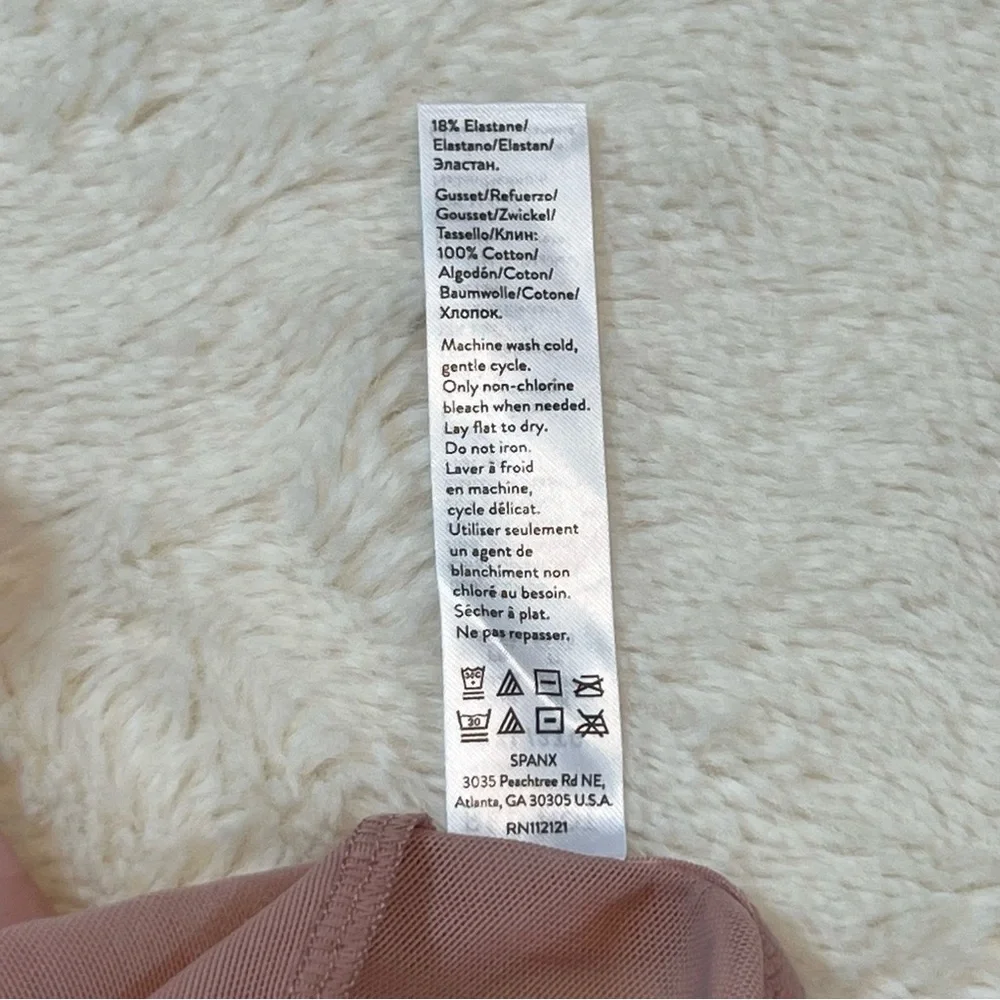 18% Elastane/
Elastano/Elastan/
Эластан.
Gusset/Refuerzo/
Gousset/Zwickel/
Tassello/Клин:
100% Cotton/
Algodón/Coton/
Baumwolle/Cotone/
Хлопок.
Machine wash cold,
gentle cycle.
Only non-chlorine
bleach when needed.
Lay flat to dry.
Do not iron.
Laver à froid
en machine,
cycle délicat.
Utiliser seulement
un agent de
blanchiment non
chloré au besoin.
Sécher à plat.
Ne pas repasser.
30C
30
SPANX
3035 Peachtree Rd NE,
Atlanta, GA 30305 U.S.A.
RN112121